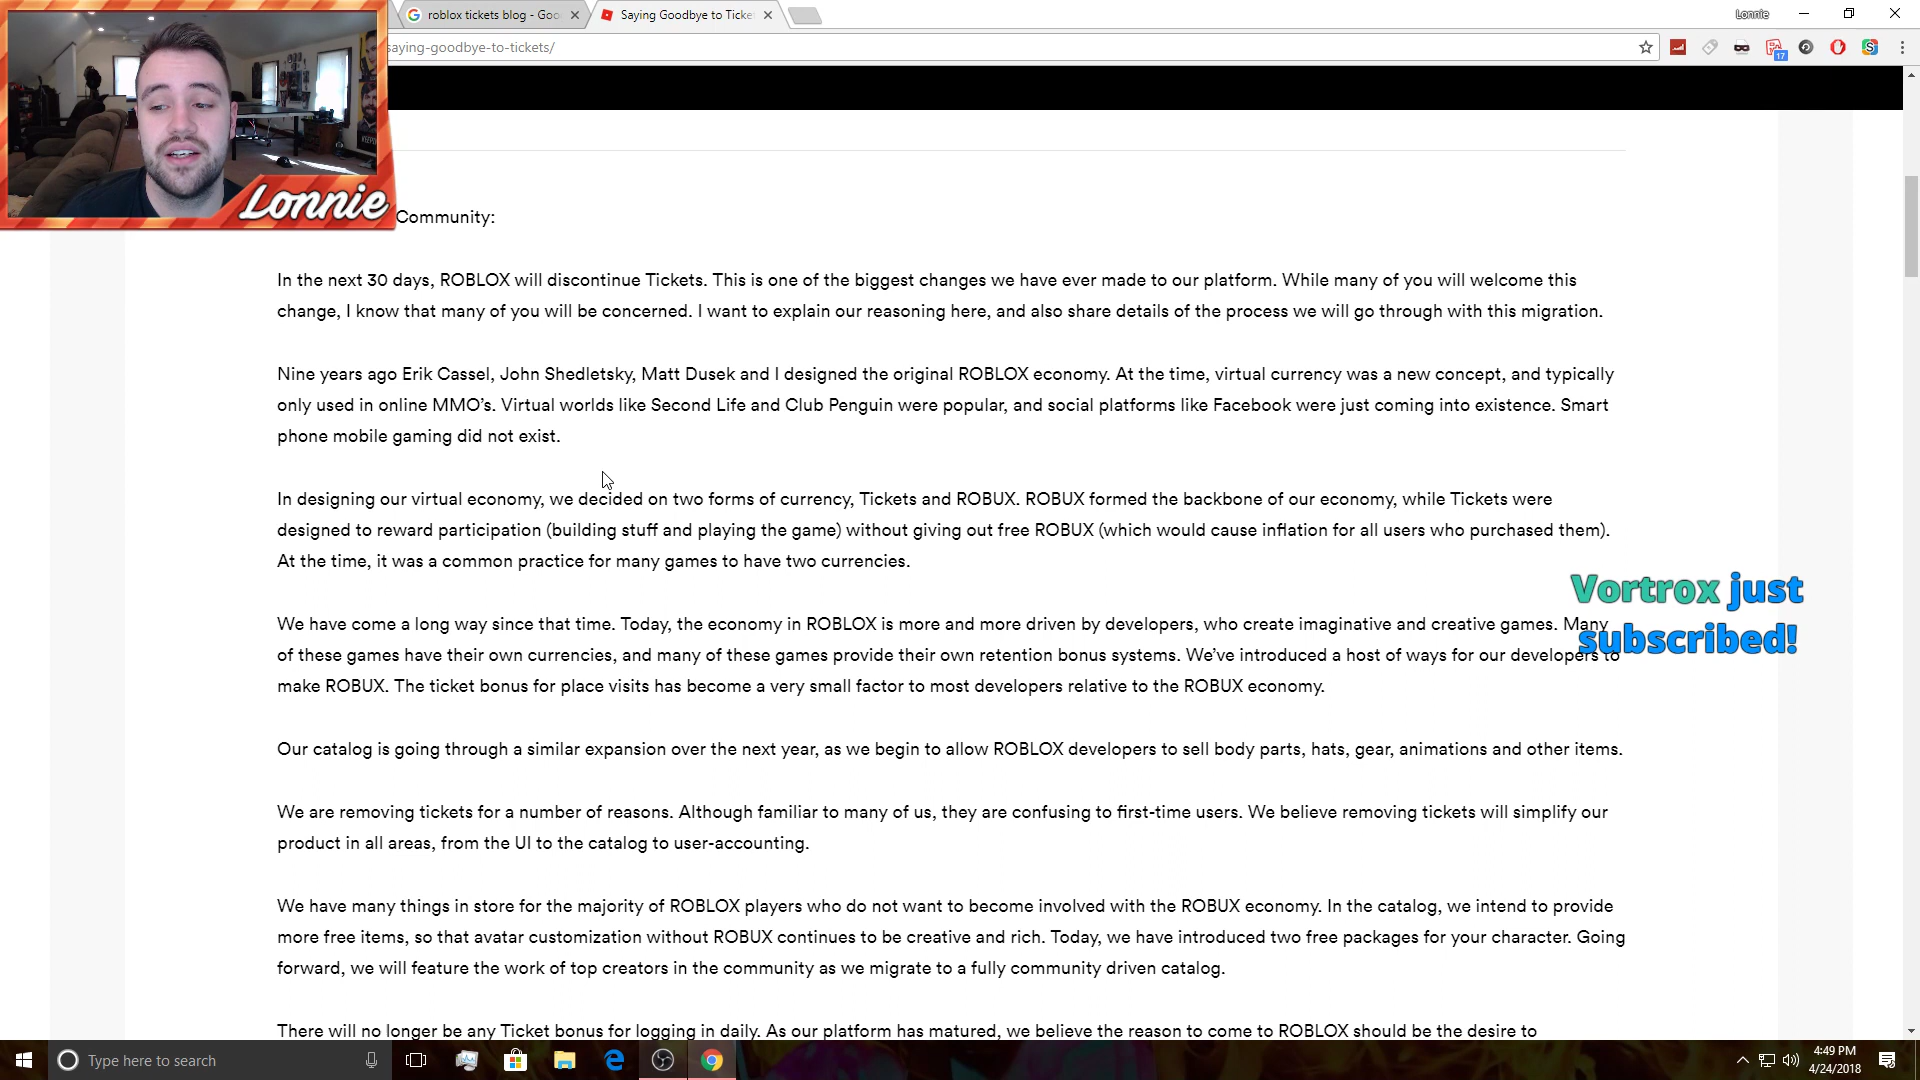 roblox tickets blog - Goo
Saying Goodbye to Ticke
Lonnie
saying-goodbye-to-tickets/
17
Lonnie
Community:
In the next 30 days, ROBLOX will discontinue Tickets. This is one of the biggest changes we have ever made to our platform. While many of you will welcome this
change, I know that many of you will be concerned. I want to explain our reasoning here, and also share details of the process we will go through with this migration.
Nine years ago Erik Cassel, John Shedletsky, Matt Dusek and I designed the original ROBLOX economy. At the time, virtual currency was a new concept, and typically
only used in online MMO’s. Virtual worlds like Second Life and Club Penguin were popular, and social platforms like Facebook were just coming into existence. Smart
phone mobile gaming did not exist.
In designing our virtual economy, we decided on two forms of currency, Tickets and ROBUX. ROBUX formed the backbone of our economy, while Tickets were
designed to reward participation (building stuff and playing the game) without giving out free ROBUX (which would cause inflation for all users who purchased them).
At the time, it was a common practice for many games to have two currencies.
Vortrox just
subscribed!
We have come a long way since that time. Today, the economy in ROBLOX is more and more driven by developers, who create imaginative and creative games. Many
of these games have their own currencies, and many of these games provide their own retention bonus systems. We’ve introduced a host of ways for our developers to
make ROBUX. The ticket bonus for place visits has become a very small factor to most developers relative to the ROBUX economy.
Our catalog is going through a similar expansion over the next year, as we begin to allow ROBLOX developers to sell body parts, hats, gear, animations and other items.
We are removing tickets for a number of reasons. Although familiar to many of us, they are confusing to first-time users. We believe removing tickets will simplify our
product in all areas, from the UI to the catalog to user-accounting.
We have many things in store for the majority of ROBLOX players who do not want to become involved with the ROBUX economy. In the catalog, we intend to provide
more free items, so that avatar customization without ROBUX continues to be creative and rich. Today, we have introduced two free packages for your character. Going
forward, we will feature the work of top creators in the community as we migrate to a fully community driven catalog.
There will no longer be any Ticket bonus for logging in daily. As our platform has matured, we believe the reason to come to ROBLOX should be the desire to
Type here to search
4:49 PM
4/24/2018